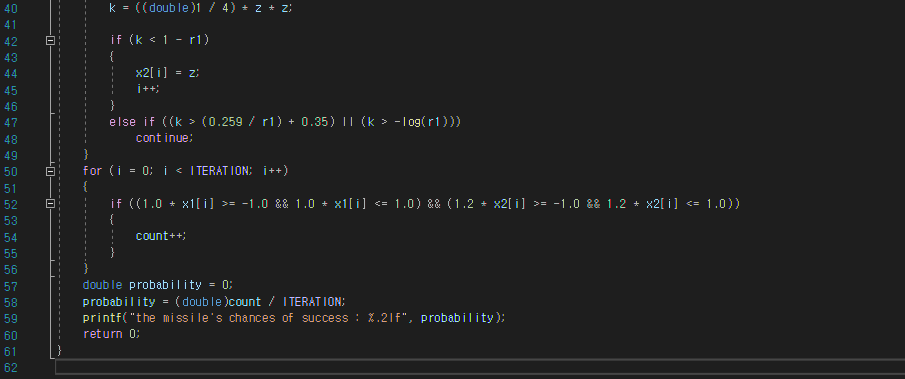 40 k = ((double)1 / 4) * z * z;
41
42 if (k < 1 - r1)
43 {
44 x2[i] = z;
45 i++;
46 }
47 else if ((k > (0.259 / r1) + 0.35) || (k > -log(r1)))
48 continue;
49 }
50 for (i = 0; i < ITERATION; i++)
51 {
52 if ((1.0 * x1[i] >= -1.0 && 1.0 * x1[i] <= 1.0) && (1.2 * x2[i] >= -1.0 && 1.2 * x2[i] <= 1.0))
53 {
54 count++;
55 }
56 }
57 double probability = 0;
58 probability = (double)count / ITERATION;
59 printf("the missile's chances of success : %.2lf", probability);
60 return 0;
61 }
62